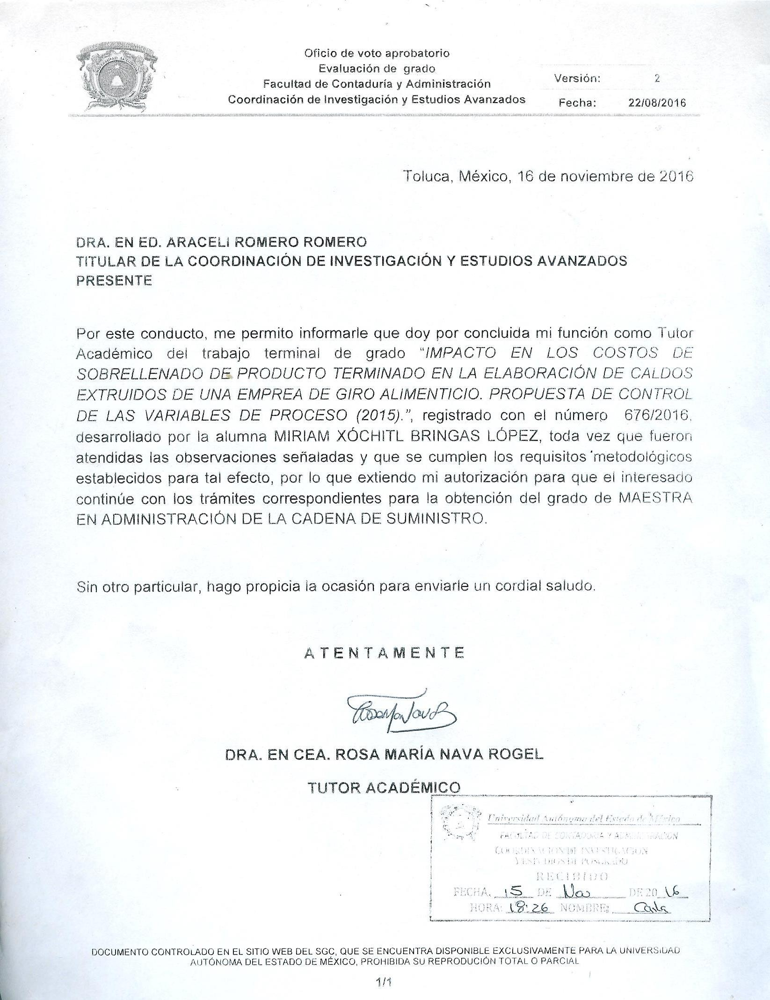 UNIVERSIDAD AUTÓNOMA
Oficio de voto aprobatorio
Evaluación de grado
Facultad de Contaduría y Administración
Coordinación de Investigación y Estudios Avanzados
Versión: 2
Fecha: 22/08/2016
Toluca, México, 16 de noviembre de 2016
DRA. EN ED. ARACELI ROMERO ROMERO
TITULAR DE LA COORDINACIÓN DE INVESTIGACIÓN Y ESTUDIOS AVANZADOS
PRESENTE
Por este conducto, me permito informarle que doy por concluida mi función como Tutor
Académico del trabajo terminal de grado “IMPACTO EN LOS COSTOS DE
SOBRELLENADO DE PRODUCTO TERMINADO EN LA ELABORACIÓN DE CALDOS
EXTRUIDOS DE UNA EMPREA DE GIRO ALIMENTICIO. PROPUESTA DE CONTROL
DE LAS VARIABLES DE PROCESO (2015).”, registrado con el número 676/2016,
desarrollado por la alumna MIRIAM XÓCHITL BRINGAS LÓPEZ, toda vez que fueron
atendidas las observaciones señaladas y que se cumplen los requisitos metodológicos
establecidos para tal efecto, por lo que extiendo mi autorización para que el interesado
continúe con los trámites correspondientes para la obtención del grado de MAESTRA
EN ADMINISTRACIÓN DE LA CADENA DE SUMINISTRO.
Sin otro particular, hago propicia la ocasión para enviarle un cordial saludo.
A T E N T A M E N T E
DRA. EN CEA. ROSA MARÍA NAVA ROGEL
TUTOR ACADÉMICO
Universidad Autónoma del Estado de México
FACULTAD DE CONTADURIA Y ADMINISTRACION
COORDINACION DE INVESTIGACION
Y ESTUDIOS DE POSGRADO
RECIBIDO
FECHA. 15 DE Nov DE 20 16
HORA: 18:26 NOMBRE: Carla
DOCUMENTO CONTROLADO EN EL SITIO WEB DEL SGC, QUE SE ENCUENTRA DISPONIBLE EXCLUSIVAMENTE PARA LA UNIVERSIDAD
AUTÓNOMA DEL ESTADO DE MÉXICO, PROHIBIDA SU REPRODUCCIÓN TOTAL O PARCIAL
1/1